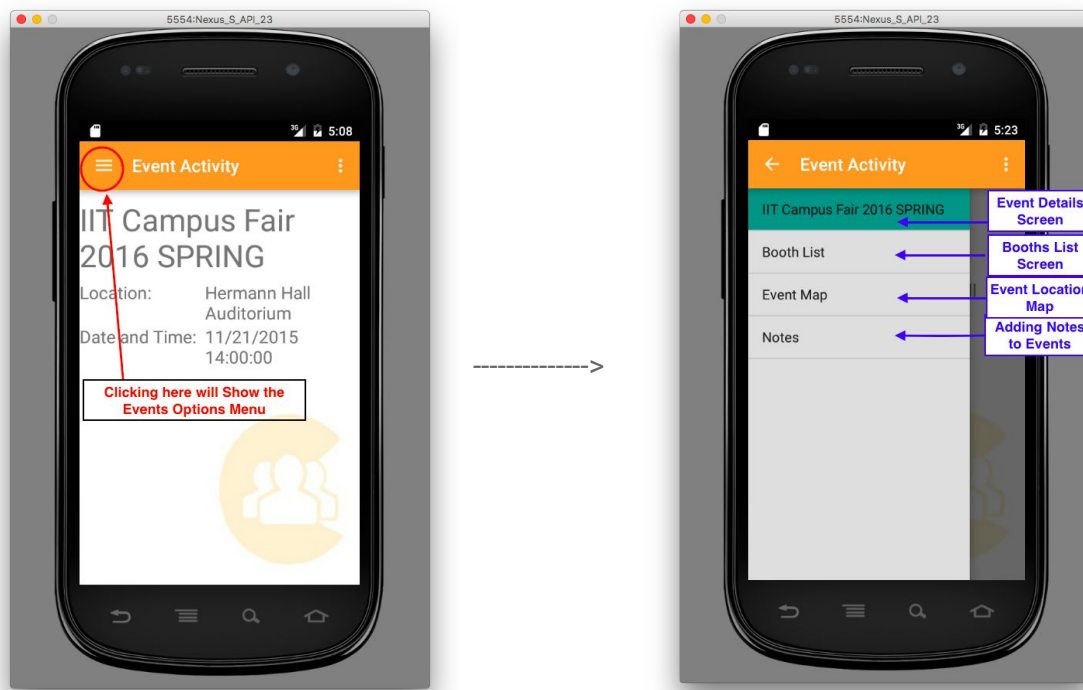 5554:Nexus_S_API_23
3G 5:08
Event Activity
IIT Campus Fair
2016 SPRING
Location: Hermann Hall
Auditorium
Date and Time: 11/21/2015
14:00:00
Clicking here will Show the
Events Options Menu
-------------->
5554:Nexus_S_API_23
3G 5:23
Event Activity
IIT Campus Fair 2016 SPRING
Booth List
Event Map
Notes
Event Details
Screen
Booths List
Screen
Event Location
Map
Adding Notes
to Events